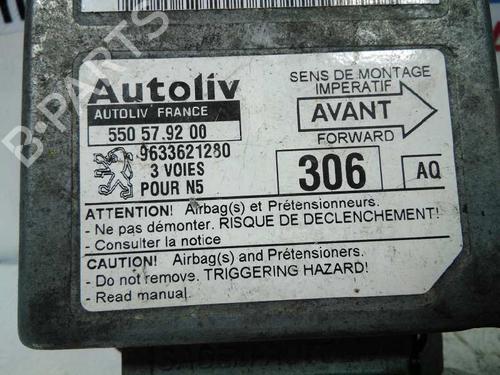 Autoliv
AUTOLIV FRANCE
550 57 92 00
9633621280
3 VOIES
POUR N5
SENS DE MONTAGE
IMPERATIF
AVANT
FORWARD
306
AQ
ATTENTION! Airbag(s) et Prétensionneurs.
- Ne pas démonter. RISQUE DE DECLENCHEMENT!
- Consulter la notice
CAUTION! Airbag(s) and Prétensioners.
- Do not remove. TRIGGERING HAZARD!
- Read manual
B-PARTS